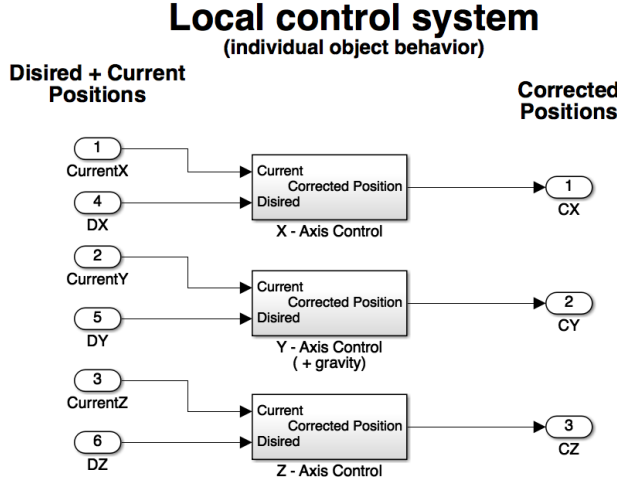 Local control system
(individual object behavior)
Disired + Current
Positions
Corrected
Positions
1
CurrentX
4
DX
Current
Corrected Position
Disired
X - Axis Control
1
CX
2
CurrentY
5
DY
Current
Corrected Position
Disired
Y - Axis Control
( + gravity)
2
CY
3
CurrentZ
6
DZ
Current
Corrected Position
Disired
Z - Axis Control
3
CZ